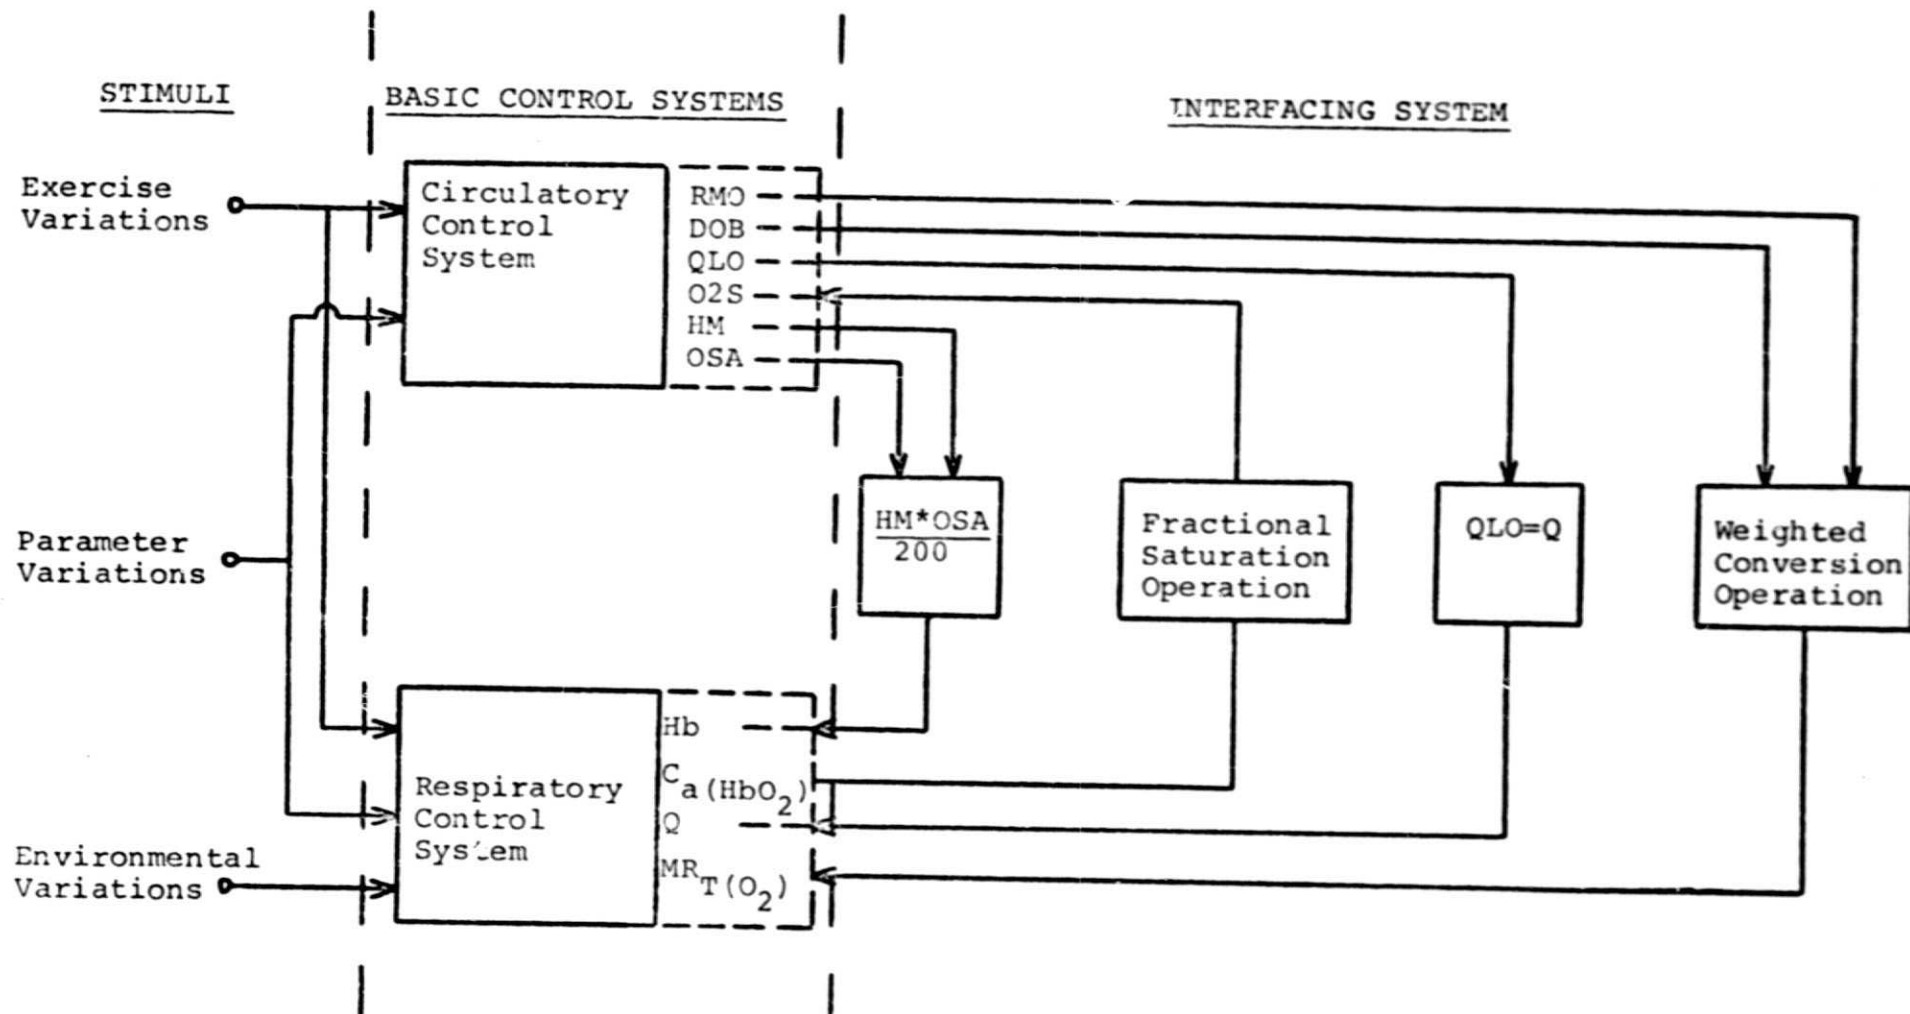 STIMULI
BASIC CONTROL SYSTEMS
INTERFACING SYSTEM
Exercise
Variations
Circulatory
Control
System
RMO
DOB
QLO
O2S
HM
OSA
HM*OSA
200
Fractional
Saturation
Operation
QLO=Q
Weighted
Conversion
Operation
Parameter
Variations
Respiratory
Control
System
Hb
Ca(HbO2)
Q
MRT(O2)
Environmental
Variations